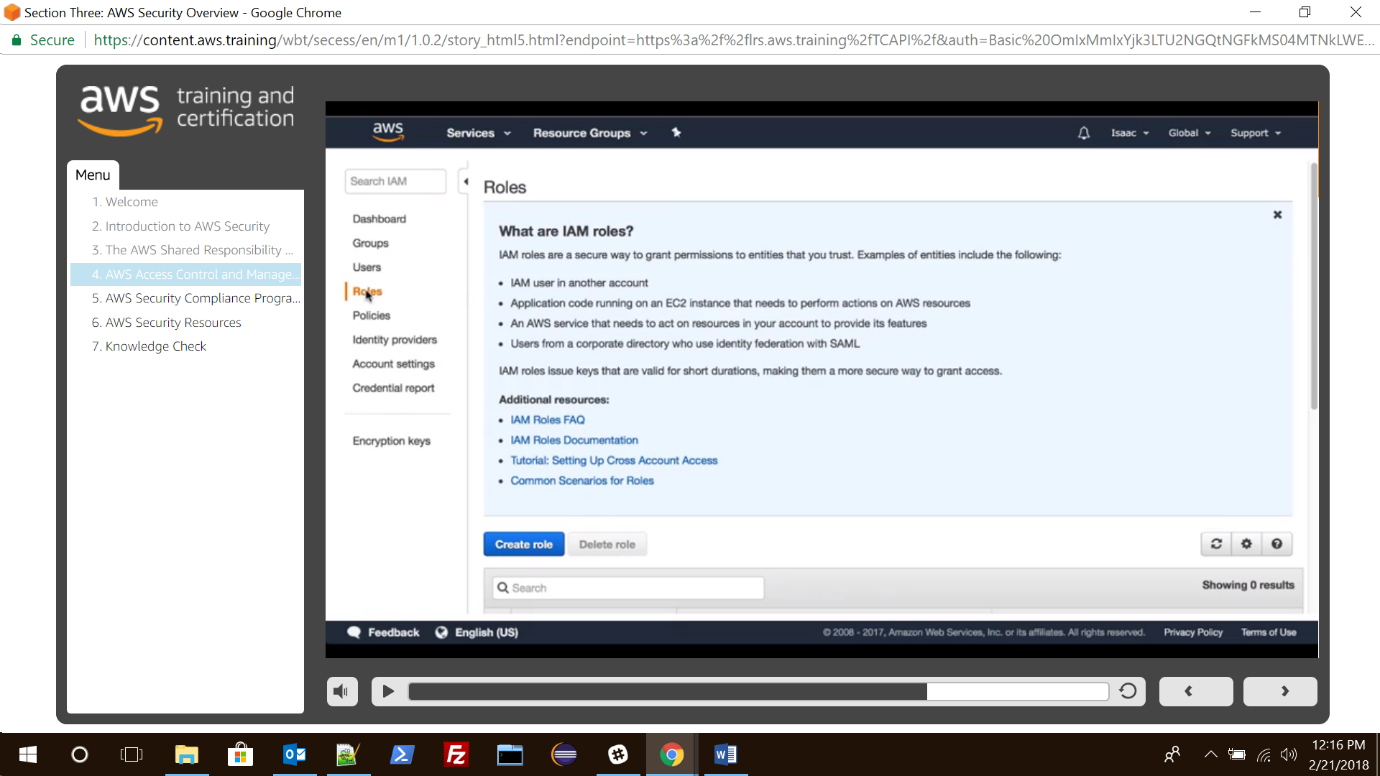 Section Three: AWS Security Overview - Google Chrome
Secure https://content.aws.training/wbt/secess/en/m1/1.0.2/story_html5.html?endpoint=https%3a%2f%2flrs.aws.training%2fTCAPI%2f&auth=Basic%20OmIxMmIxYjk3LTU2NGQtNGFkMS04MTNkLWE...
aws training and certification
Menu
1. Welcome
2. Introduction to AWS Security
3. The AWS Shared Responsibility ...
4. AWS Access Control and Manage...
5. AWS Security Compliance Progra...
6. AWS Security Resources
7. Knowledge Check
aws Services Resource Groups Isaac Global Support
Search IAM
Dashboard
Groups
Users
Roles
Policies
Identity providers
Account settings
Credential report
Encryption keys
Roles
What are IAM roles?
IAM roles are a secure way to grant permissions to entities that you trust. Examples of entities include the following:
• IAM user in another account
• Application code running on an EC2 instance that needs to perform actions on AWS resources
• An AWS service that needs to act on resources in your account to provide its features
• Users from a corporate directory who use identity federation with SAML
IAM roles issue keys that are valid for short durations, making them a more secure way to grant access.
Additional resources:
• IAM Roles FAQ
• IAM Roles Documentation
• Tutorial: Setting Up Cross Account Access
• Common Scenarios for Roles
Create role Delete role
Search Showing 0 results
Feedback English (US) © 2008 - 2017, Amazon Web Services, Inc. or its affiliates. All rights reserved. Privacy Policy Terms of Use
12:16 PM
2/21/2018